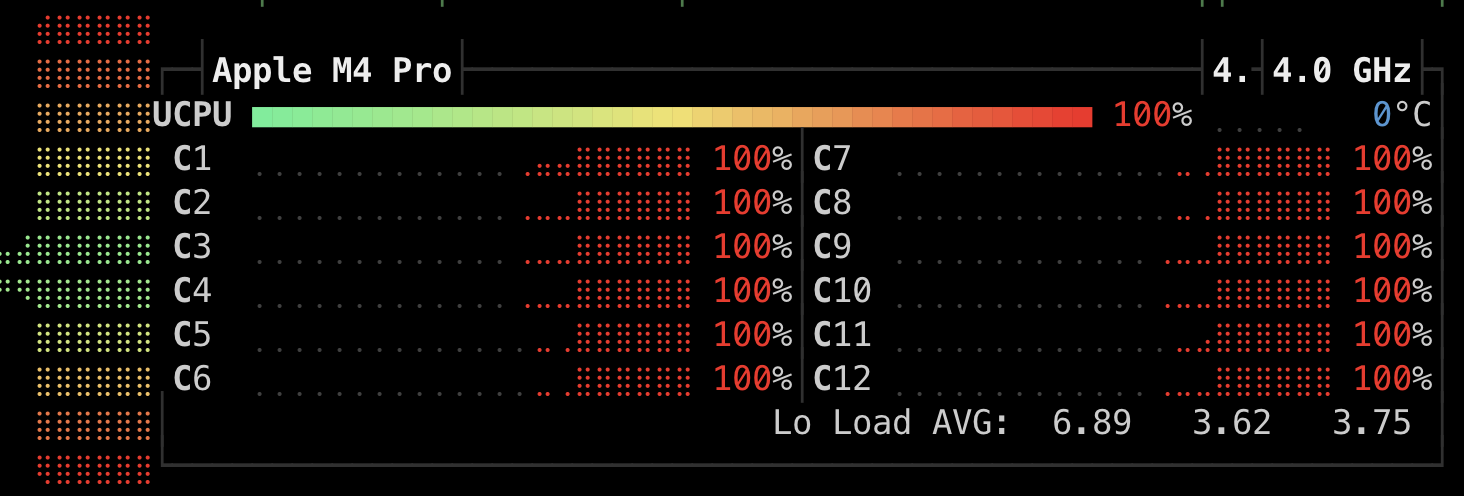 Apple M4 Pro 4. 4.0 GHz
UCPU 100% 0°C
C1 100% C7 100%
C2 100% C8 100%
C3 100% C9 100%
C4 100% C10 100%
C5 100% C11 100%
C6 100% C12 100%
Lo Load AVG: 6.89 3.62 3.75